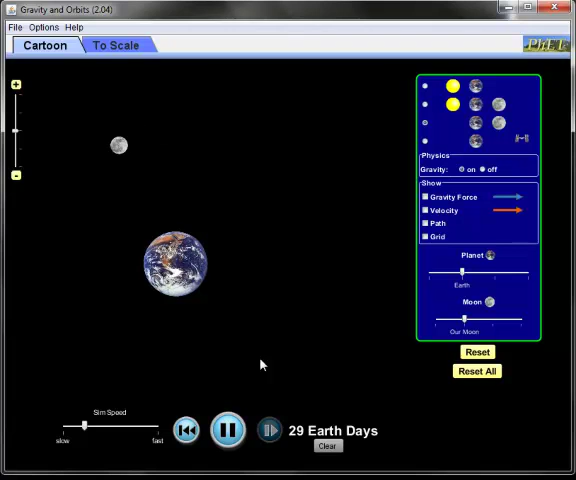 Gravity and Orbits (2.04)
File Options Help
Cartoon To Scale
PhET
+
-
Physics
Gravity: on off
Show
Gravity Force
Velocity
Path
Grid
Planet
Earth
Moon
Our Moon
Reset
Reset All
Sim Speed
slow fast
29 Earth Days
Clear